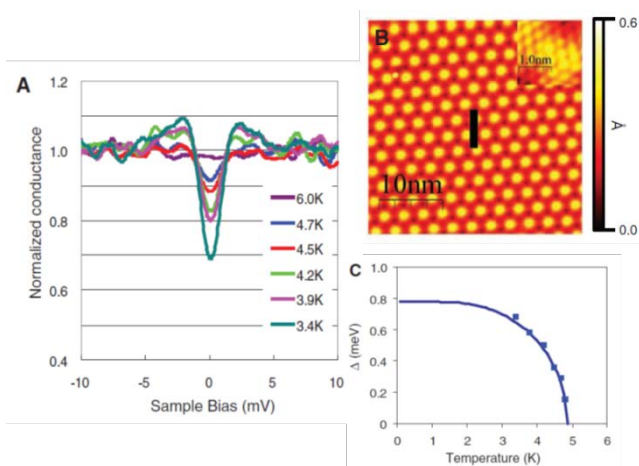 A
Normalized conductance
1.2
1.0
0.8
0.6
0.4
6.0K
4.7K
4.5K
4.2K
3.9K
3.4K
-10
-5
0
5
10
Sample Bias (mV)
B
1.0nm
10nm
0.6
Å
0.0
C
Δ (meV)
1.0
0.8
0.6
0.4
0.2
0
0 1 2 3 4 5 6
Temperature (K)